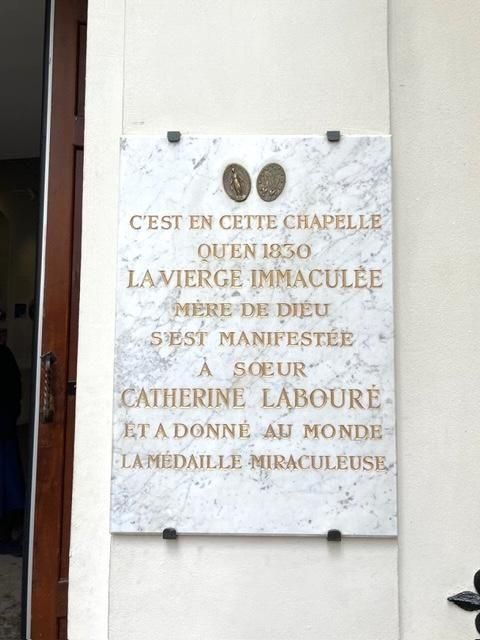 C'EST EN CETTE CHAPELLE
QU'EN 1830
LA VIERGE IMMACULÉE
MÈRE DE DIEU
S'EST MANIFESTÉE
À SŒUR
CATHERINE LABOURÉ
ET A DONNÉ AU MONDE
LA MÉDAILLE MIRACULEUSE